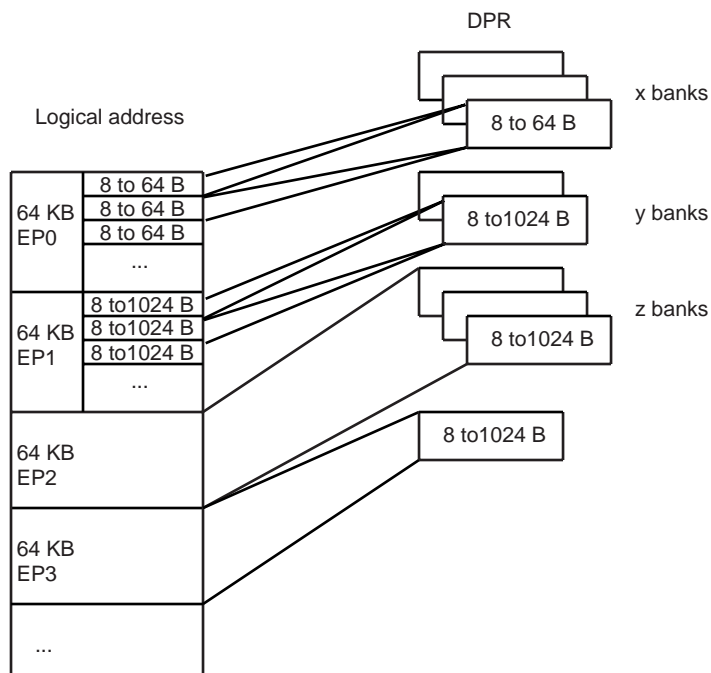 DPR
x banks
8 to 64 B
Logical address
64 KB
EP0
8 to 64 B
8 to 64 B
8 to 64 B
...
y banks
8 to1024 B
64 KB
EP1
8 to1024 B
8 to1024 B
8 to1024 B
...
z banks
8 to1024 B
64 KB
EP2
8 to1024 B
64 KB
EP3
...